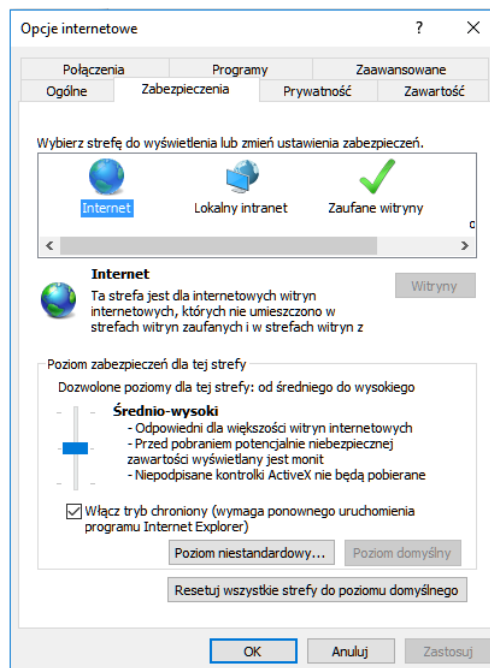 Opcje internetowe
Połączenia Programy Zaawansowane
Ogólne Zabezpieczenia Prywatność Zawartość
Wybierz strefę do wyświetlenia lub zmień ustawienia zabezpieczeń.
Internet Lokalny intranet Zaufane witryny
Internet
Witryny
Ta strefa jest dla internetowych witryn
internetowych, których nie umieszczono w
strefach witryn zaufanych i w strefach witryn z
Poziom zabezpieczeń dla tej strefy
Dozwolone poziomy dla tej strefy: od średniego do wysokiego
Średnio-wysoki
- Odpowiedni dla większości witryn internetowych
- Przed pobraniem potencjalnie niebezpiecznej
zawartości wyświetlany jest monit
- Niepodpisane kontrolki ActiveX nie będą pobierane
Włącz tryb chroniony (wymaga ponownego uruchomienia
programu Internet Explorer)
Poziom niestandardowy... Poziom domyślny
Resetuj wszystkie strefy do poziomu domyślnego
OK Anuluj Zastosuj